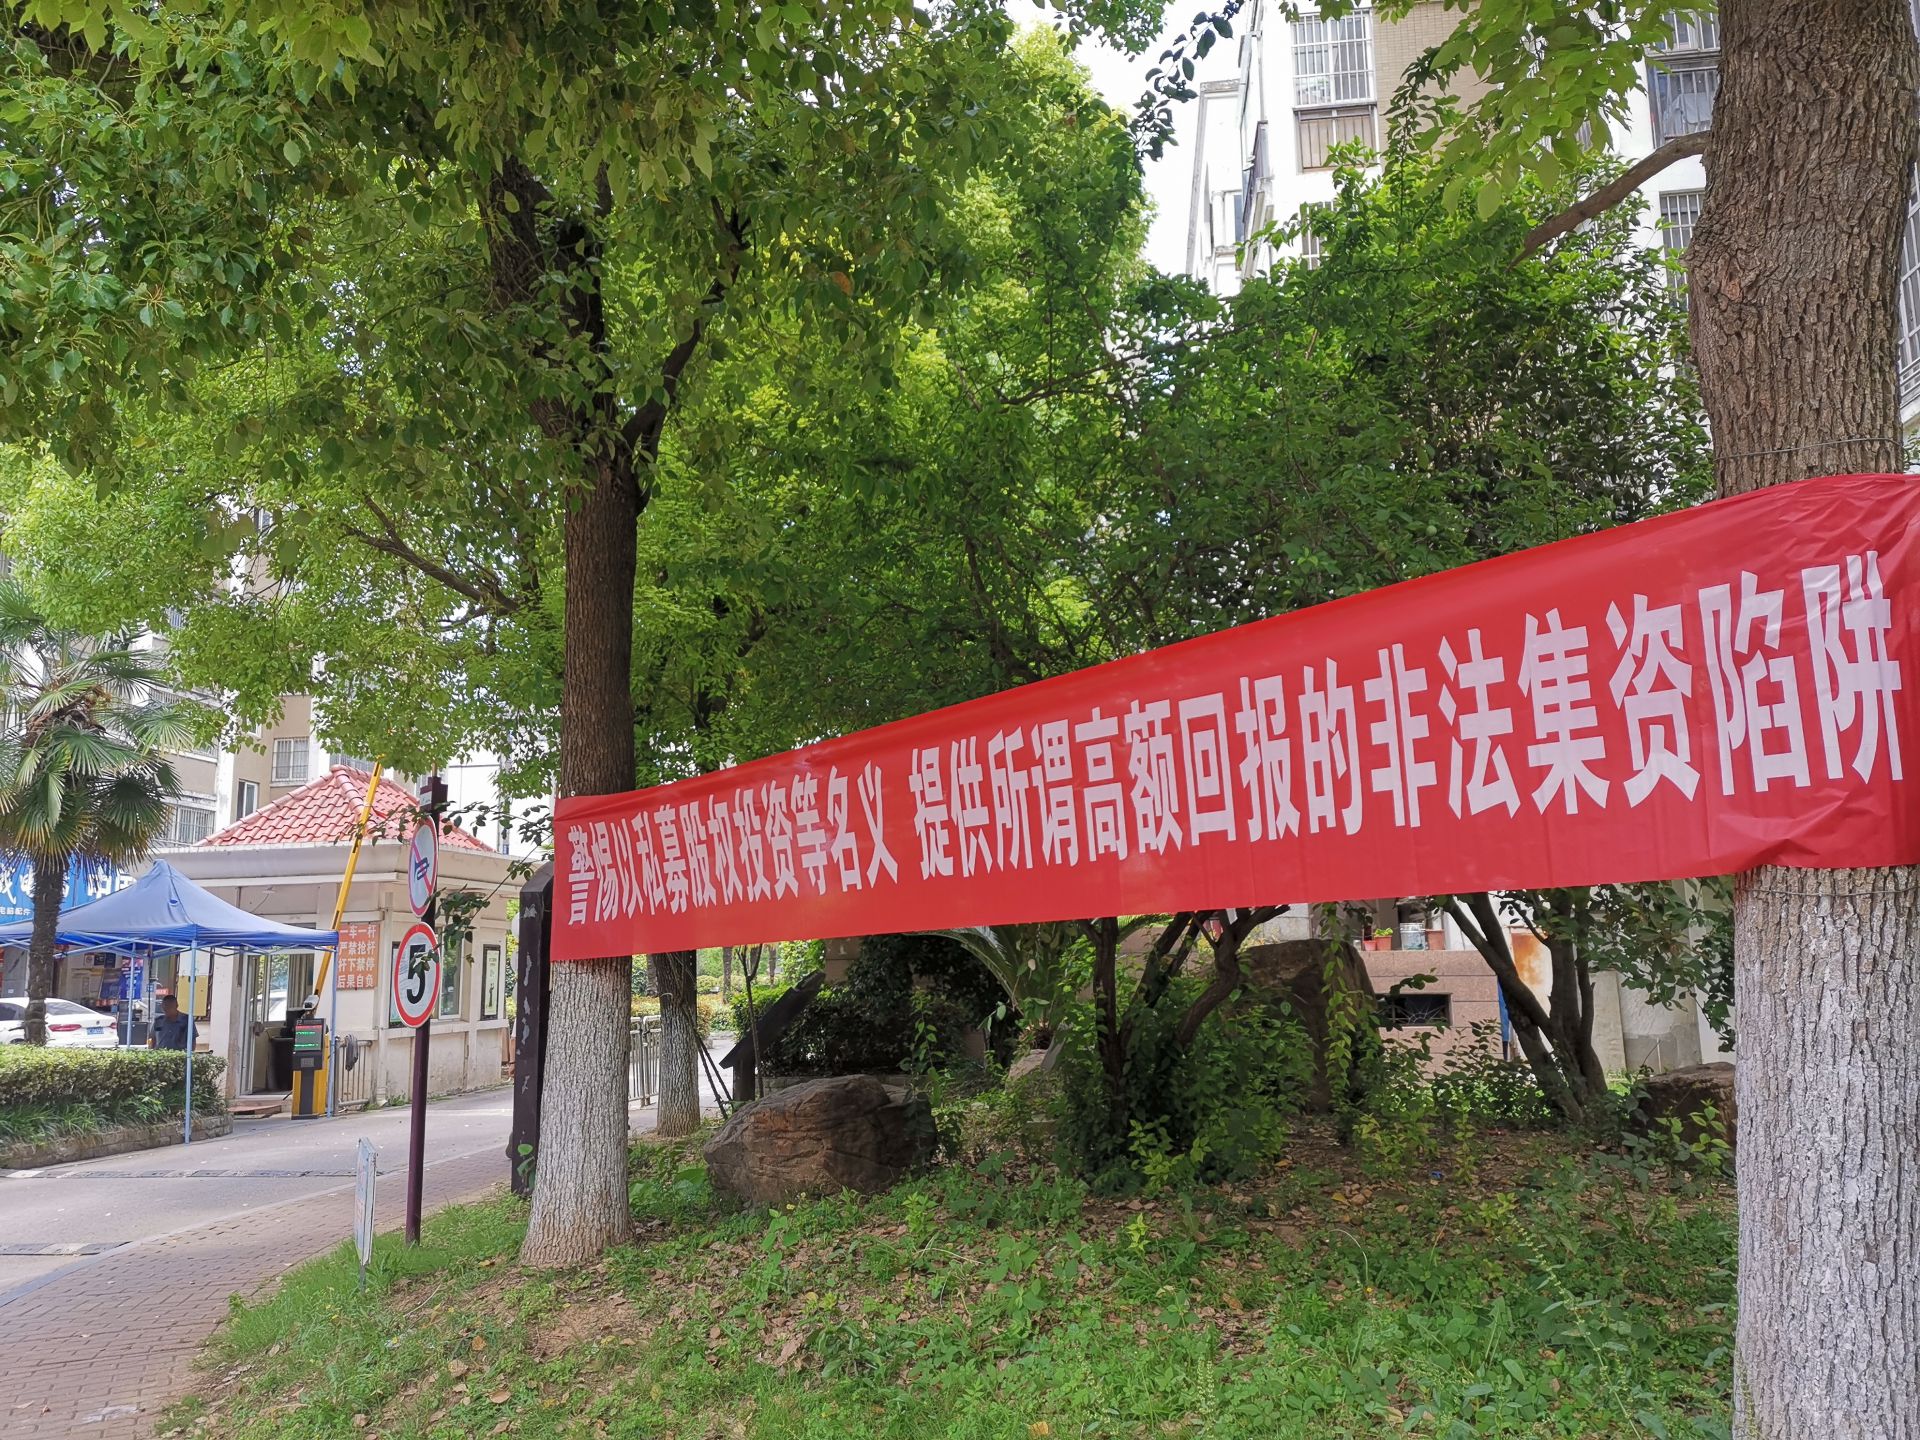 警惕以私募股权投资等名义 提供所谓高额回报的非法集资陷阱
一车一杆
严禁抢杆
杆下禁停
后果自负
5